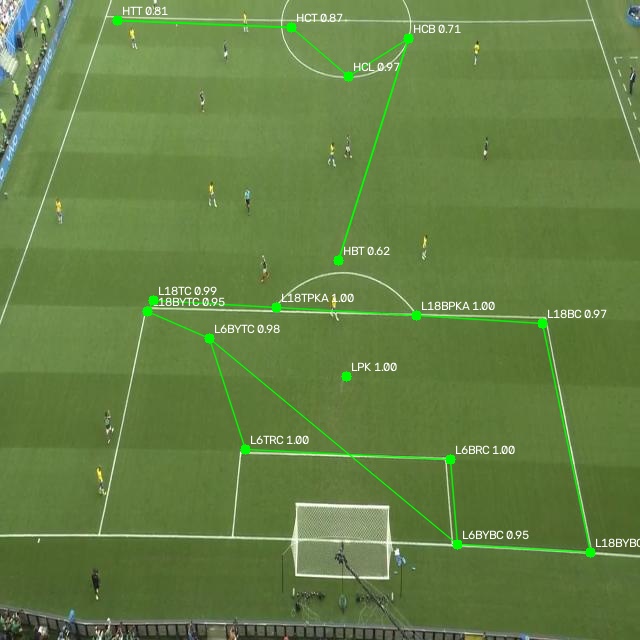 HTT 0.81
HCT 0.87
HCB 0.71
HCL 0.97
HBT 0.62
L18TC 0.99
18BYTC 0.95
L18TPKA 1.00
L18BPKA 1.00
L18BC 0.97
L6BYTC 0.98
LPK 1.00
L6TRC 1.00
L6BRC 1.00
L6BYBC 0.95
L18BYBC